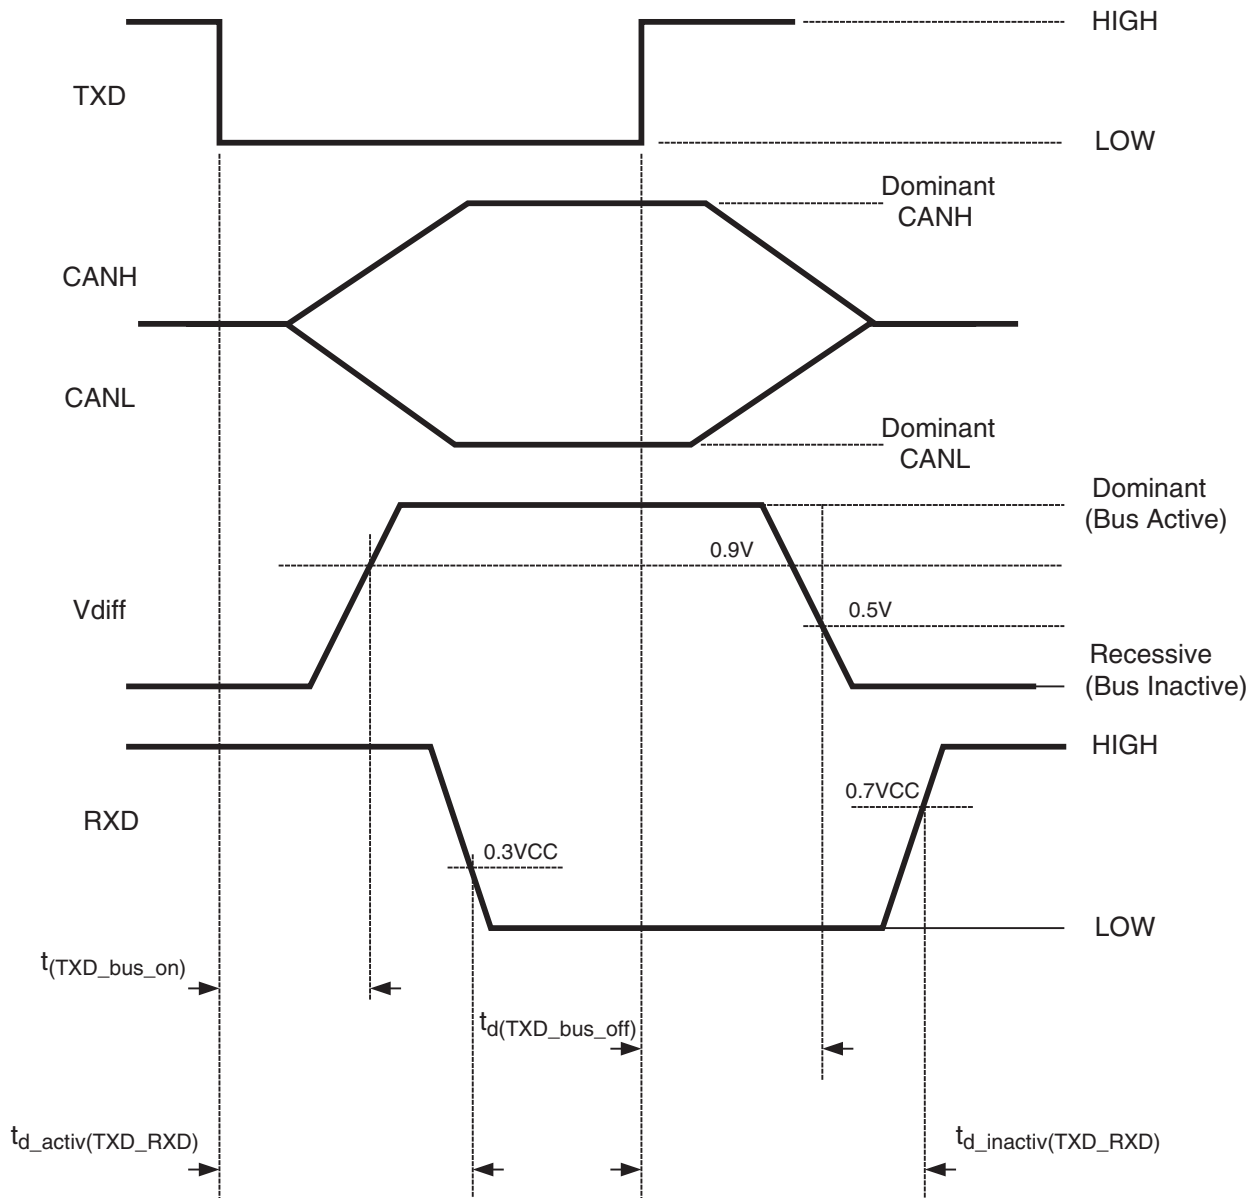 HIGH
TXD
LOW
Dominant
CANH
CANH
CANL
Dominant
CANL
Dominant
(Bus Active)
0.9V
Vdiff
0.5V
Recessive
(Bus Inactive)
HIGH
0.7VCC
RXD
0.3VCC
LOW
t(TXD_bus_on)
td(TXD_bus_off)
td_activ(TXD_RXD)
td_inactiv(TXD_RXD)